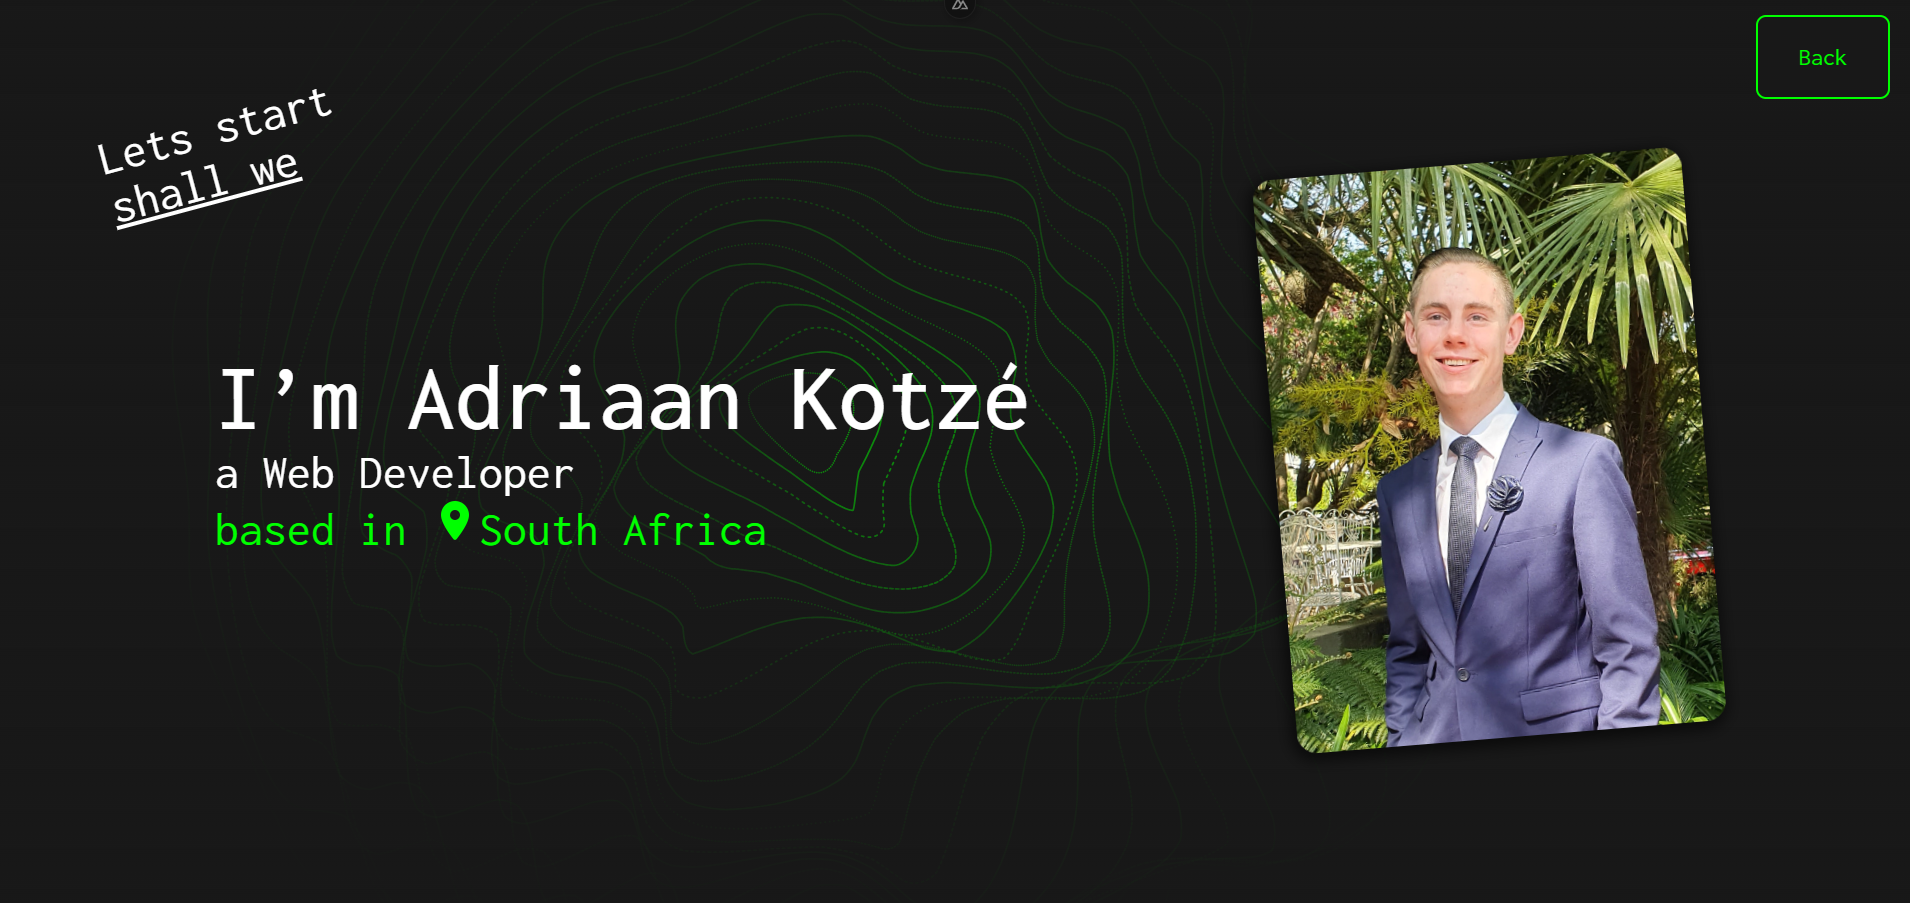 Back
Lets start
shall we
I’m Adriaan Kotzé
a Web Developer
based in South Africa